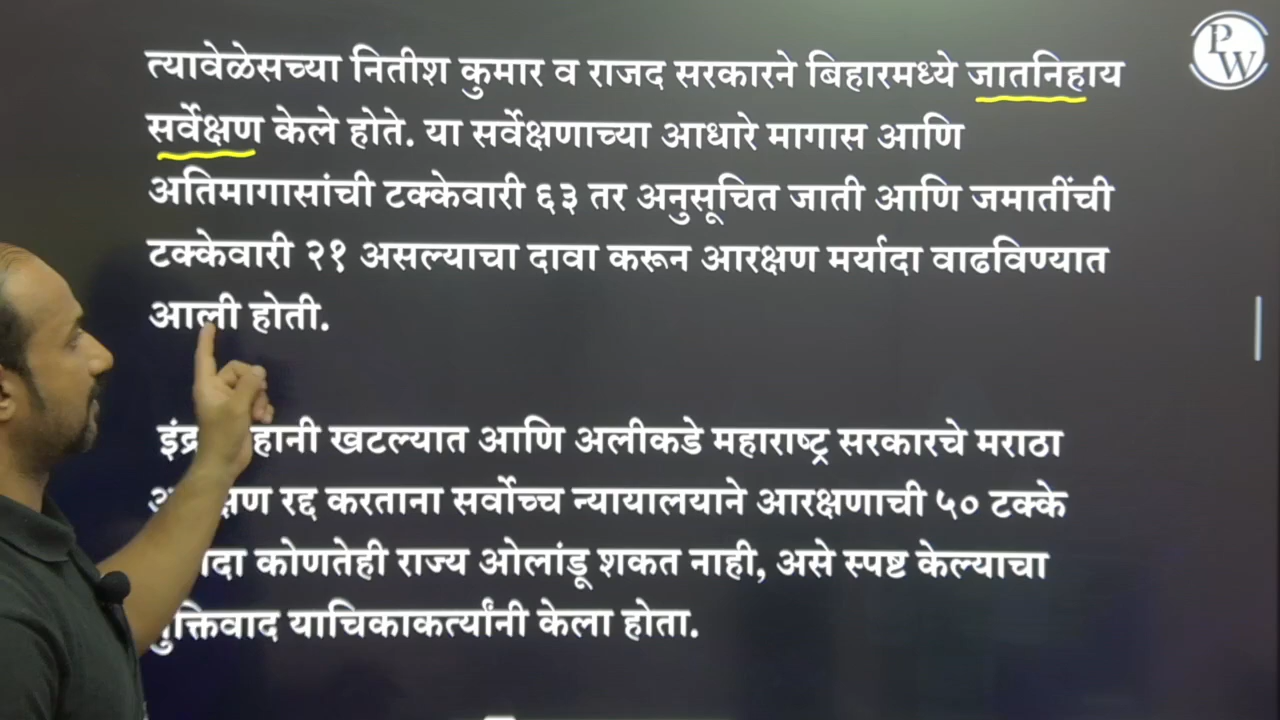 PW
त्यावेळेसच्या नितीश कुमार व राजद सरकारने बिहारमध्ये जातनिहाय
सर्वेक्षण केले होते. या सर्वेक्षणाच्या आधारे मागास आणि
अतिमागासांची टक्केवारी ६३ तर अनुसूचित जाती आणि जमातींची
टक्केवारी २१ असल्याचा दावा करून आरक्षण मर्यादा वाढविण्यात
आली होती.
खटल्यात आणि अलीकडे महाराष्ट्र सरकारचे मराठा
रद्द करताना सर्वोच्च न्यायालयाने आरक्षणाची ५० टक्के
कोणतेही राज्य ओलांडू शकत नाही, असे स्पष्ट केल्याचा
याचिकाकर्त्यांनी केला होता.